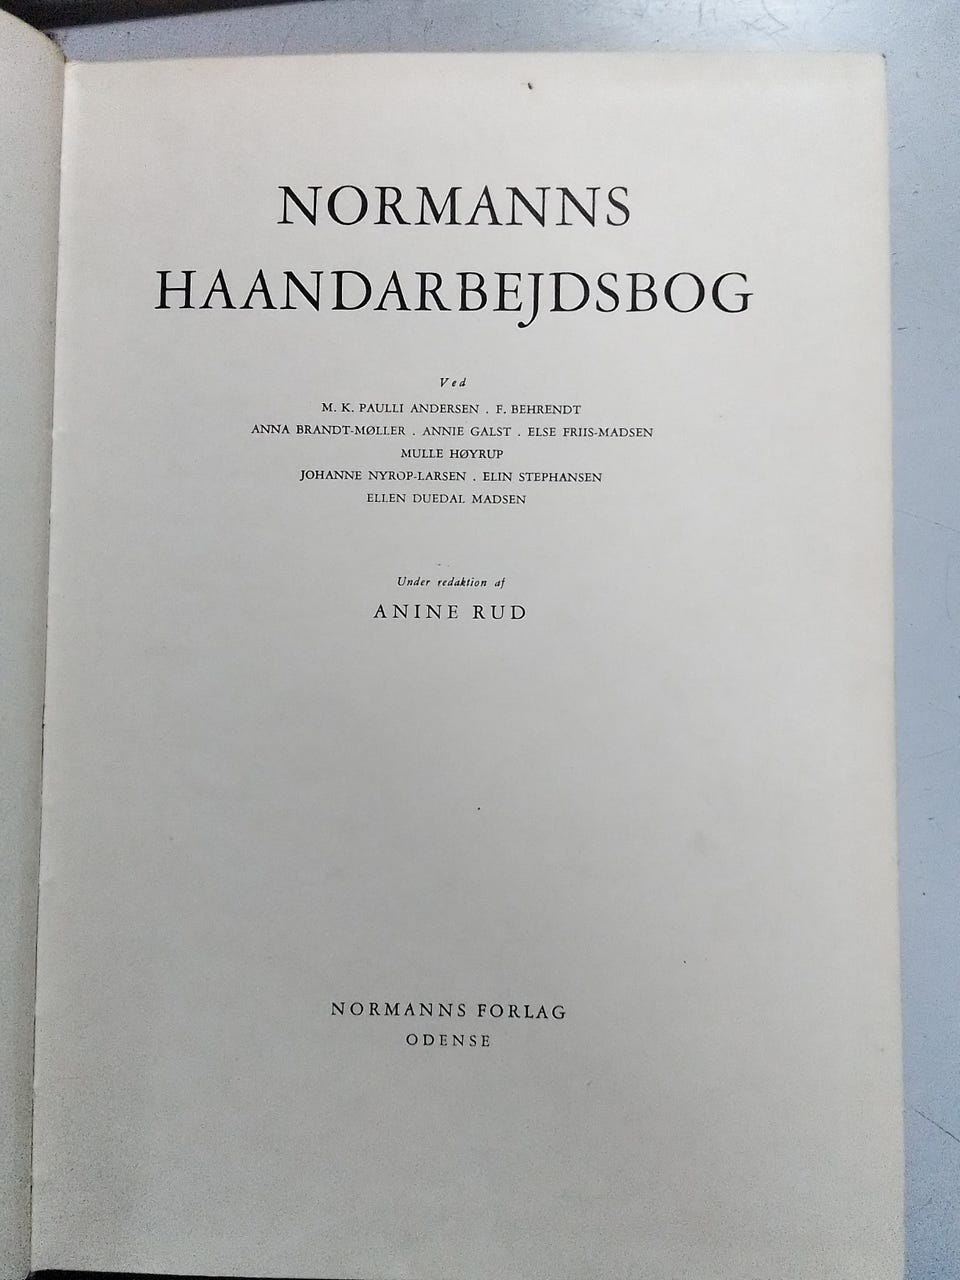 NORMANNS
HAANDARBEJDSBOG
Ved
M. K. PAULLI ANDERSEN . F. BEHRENDT
ANNA BRANDT-MØLLER . ANNIE GALST . ELSE FRIIS-MADSEN
MULLE HØYRUP
JOHANNE NYROP-LARSEN . ELIN STEPHANSEN
ELLEN DUEDAL MADSEN
Under redaktion af
ANINE RUD
NORMANNS FORLAG
ODENSE